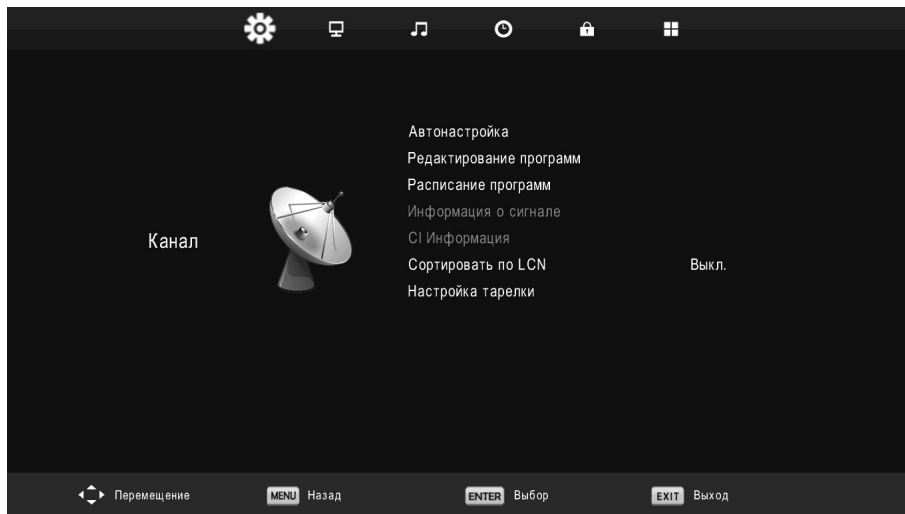 Автонастройка
Редактирование программ
Расписание программ
Информация о сигнале
CI Информация
Канал
Сортировать по LCN Выкл.
Настройка тарелки
Перемещение MENU Назад ENTER Выбор EXIT Выход